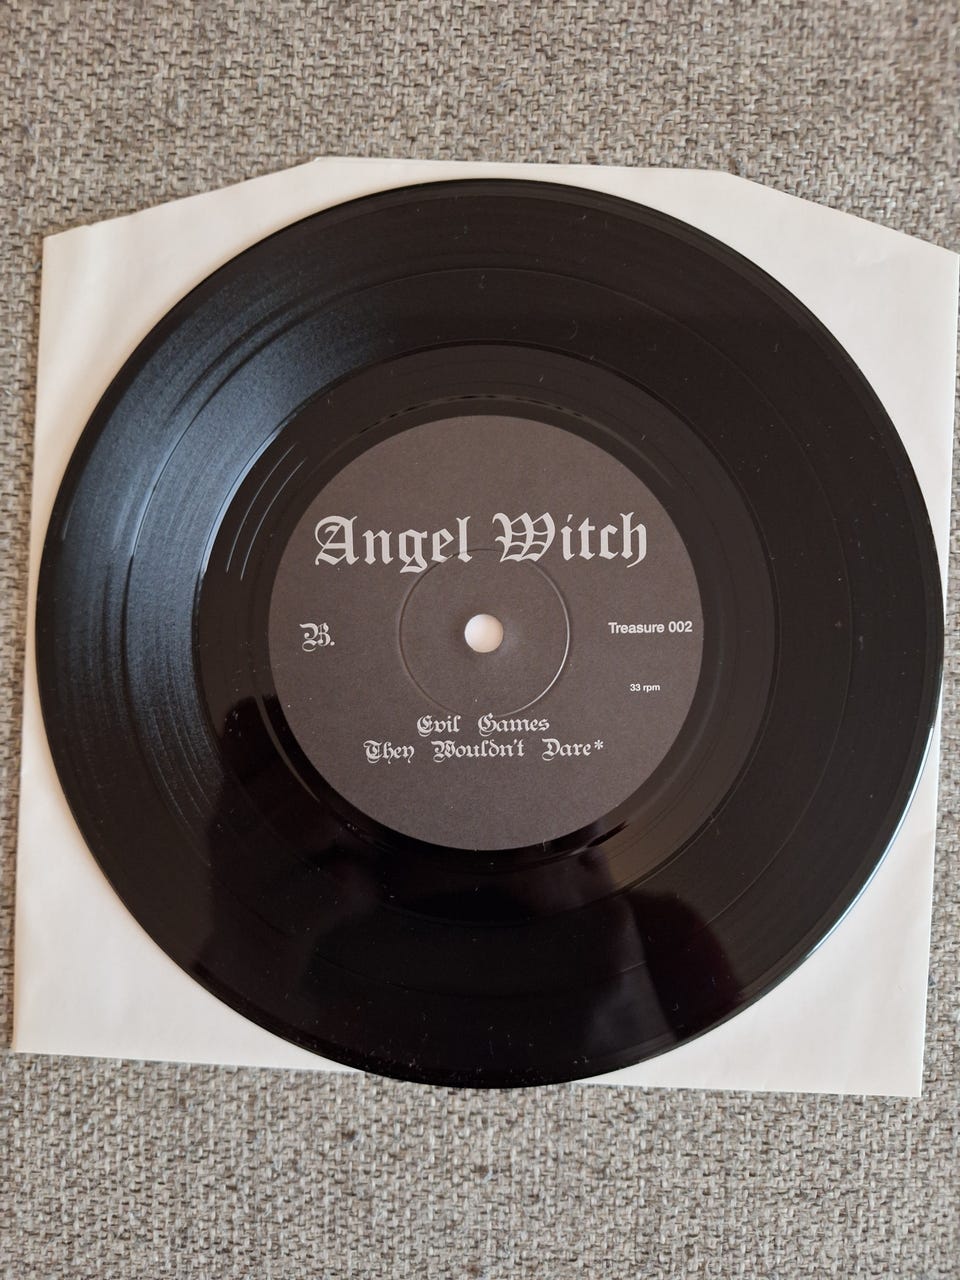 Angel Witch
B.
Treasure 002
33 rpm
Evil Games
They Wouldn't Dare*